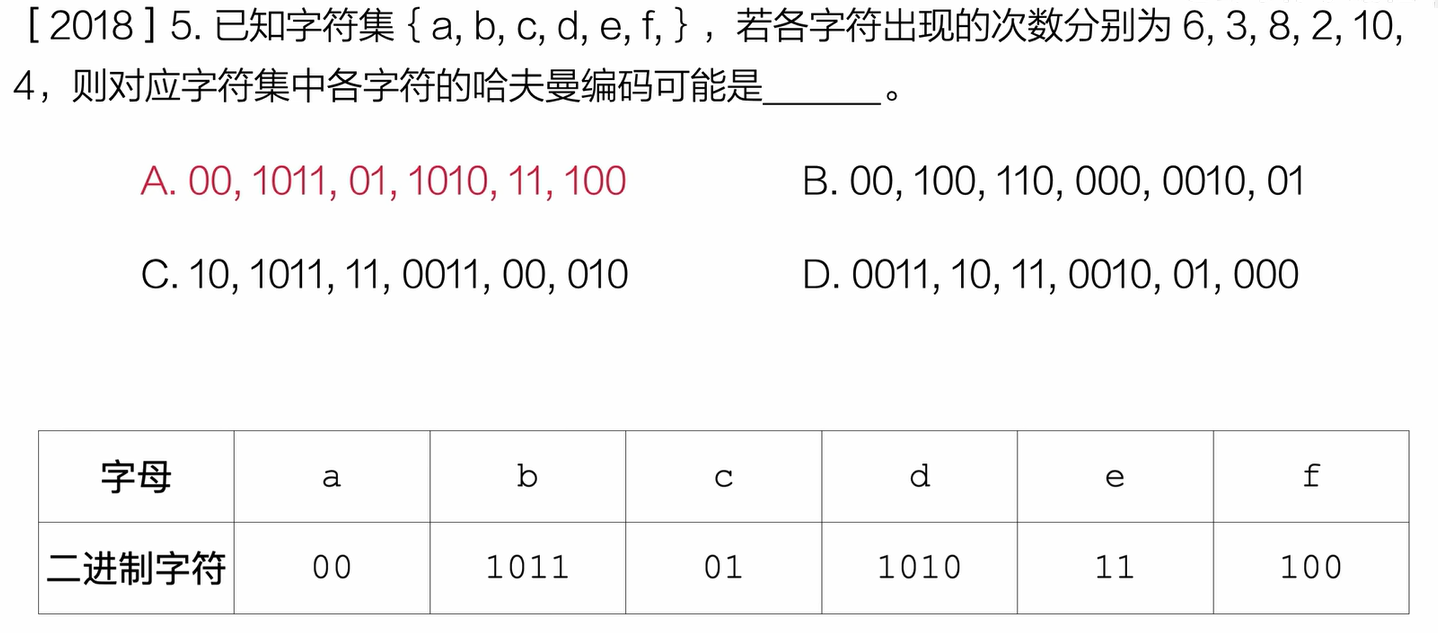 [ 2018 ] 5. 已知字符集 { a, b, c, d, e, f, } ，若各字符出现的次数分别为 6, 3, 8, 2, 10,
4，则对应字符集中各字符的哈夫曼编码可能是______。
A. 00, 1011, 01, 1010, 11, 100
B. 00, 100, 110, 000, 0010, 01
C. 10, 1011, 11, 0011, 00, 010
D. 0011, 10, 11, 0010, 01, 000
字母 a b c d e f
二进制字符 00 1011 01 1010 11 100